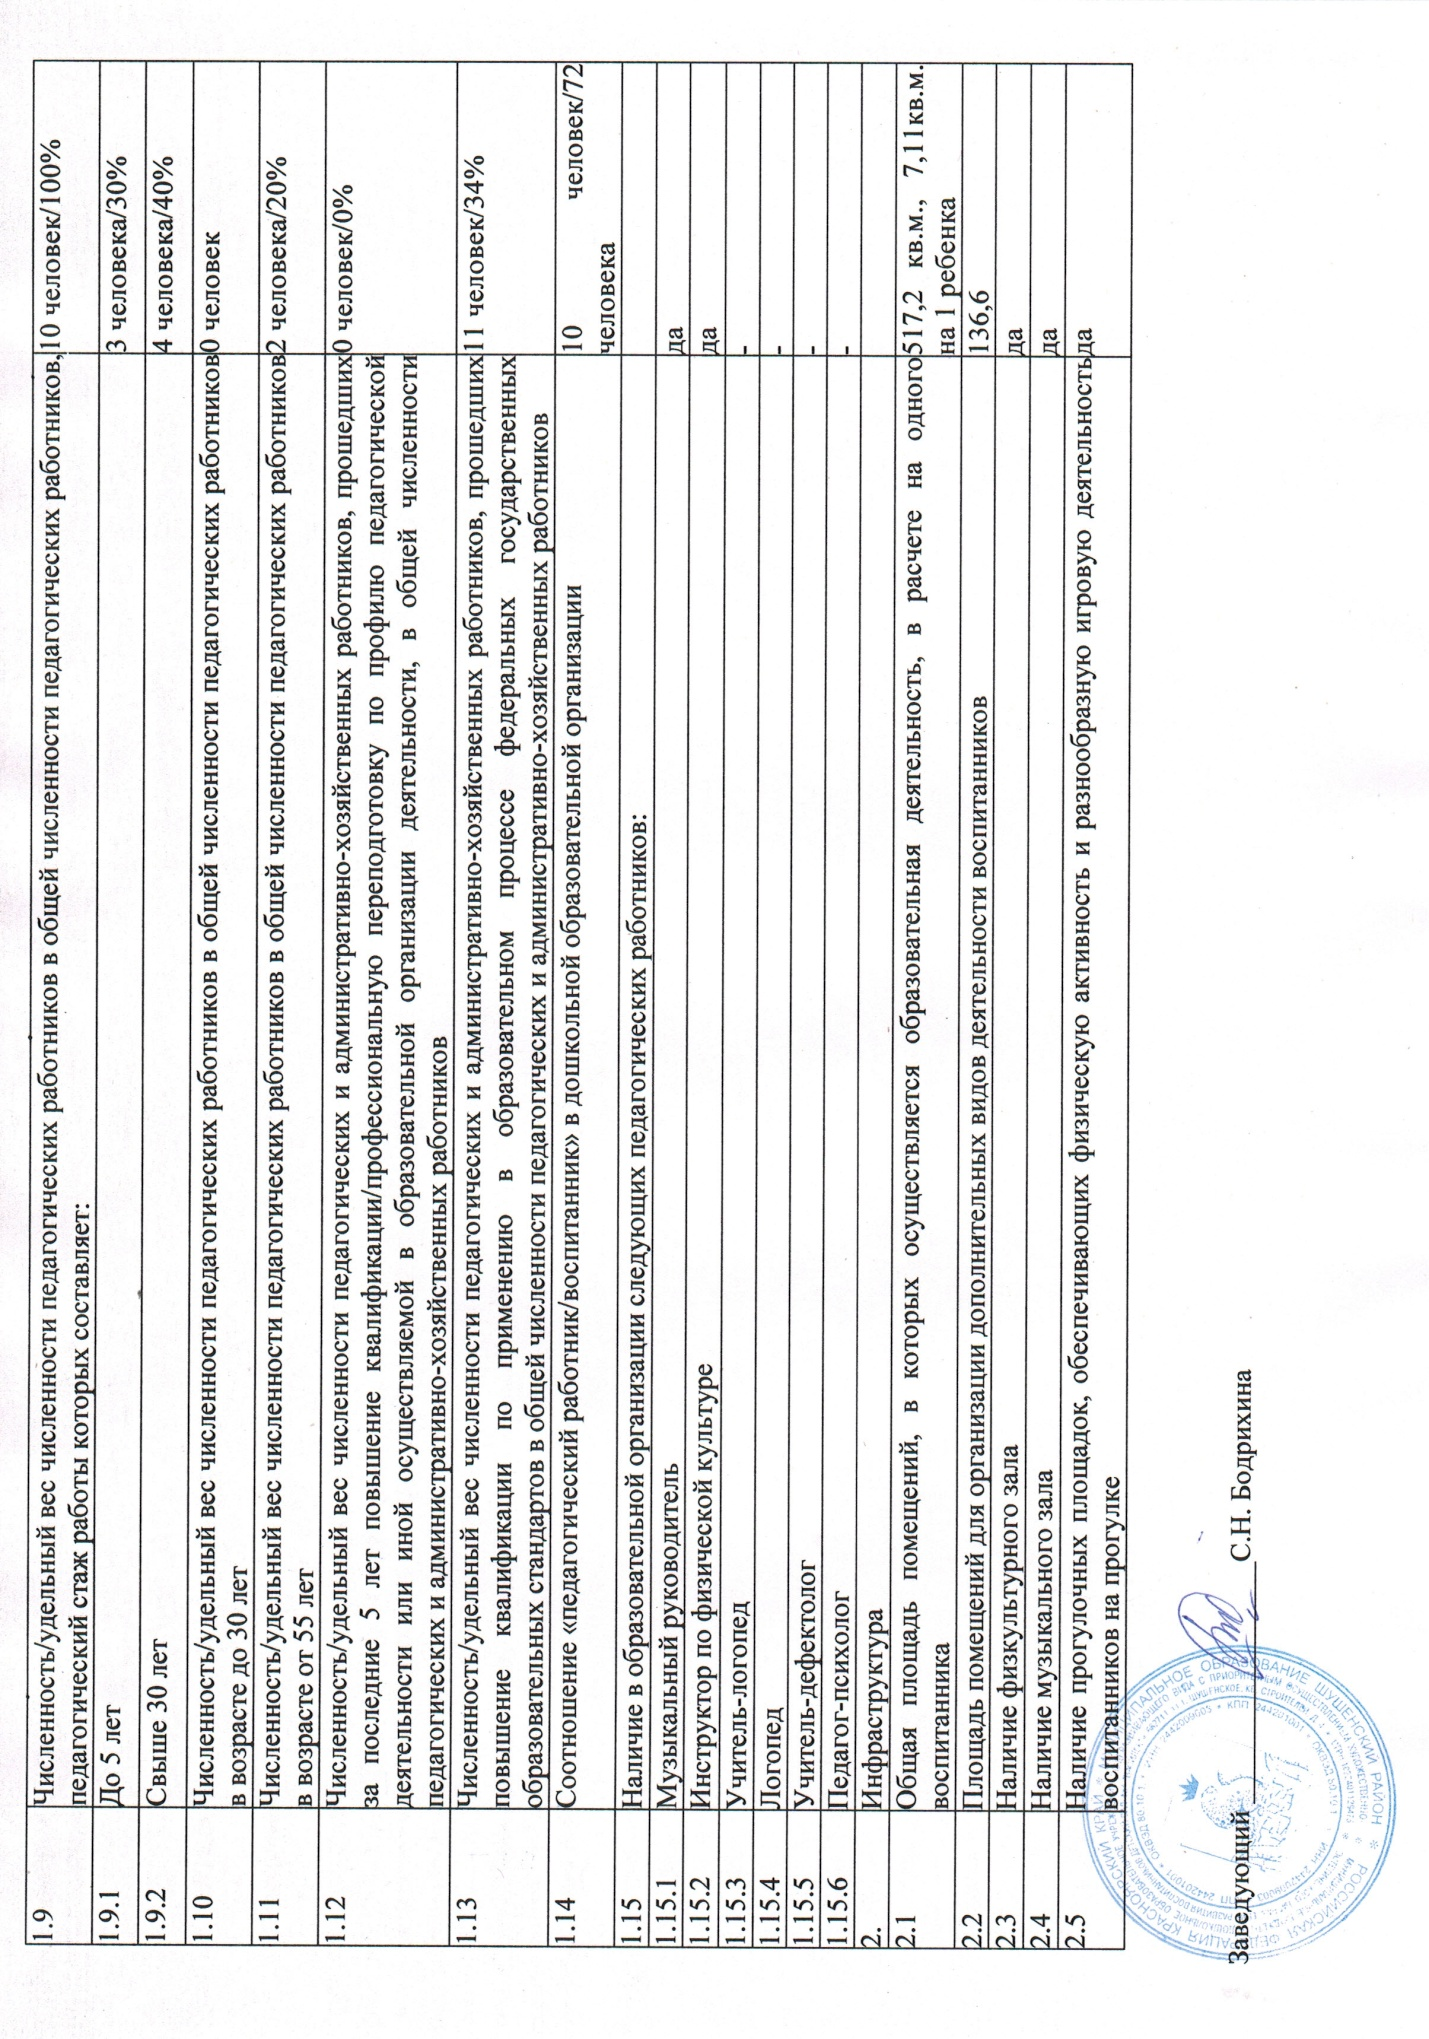 1.9 Численность/удельный вес численности педагогических работников в общей численности педагогических работников, 10 человек/100%
педагогический стаж работы которых составляет:
1.9.1 До 5 лет 3 человека/30%
1.9.2 Свыше 30 лет 4 человека/40%
1.10 Численность/удельный вес численности педагогических работников в общей численности педагогических работников 0 человек
в возрасте до 30 лет
1.11 Численность/удельный вес численности педагогических работников в общей численности педагогических работников 2 человека/20%
в возрасте от 55 лет
1.12 Численность/удельный вес численности педагогических и административно-хозяйственных работников, прошедших 0 человек/0%
за последние 5 лет повышение квалификации/профессиональную переподготовку по профилю педагогической
деятельности или иной осуществляемой в образовательной организации деятельности, в общей численности
педагогических и административно-хозяйственных работников
1.13 Численность/удельный вес численности педагогических и административно-хозяйственных работников, прошедших 11 человек/34%
повышение квалификации по применению в образовательном процессе федеральных государственных
образовательных стандартов в общей численности педагогических и административно-хозяйственных работников
1.14 Соотношение «педагогический работник/воспитанник» в дошкольной образовательной организации 10 человек/72
человека
1.15 Наличие в образовательной организации следующих педагогических работников:
1.15.1 Музыкальный руководитель да
1.15.2 Инструктор по физической культуре да
1.15.3 Учитель-логопед -
1.15.4 Логопед -
1.15.5 Учитель-дефектолог -
1.15.6 Педагог-психолог -
2. Инфраструктура
2.1 Общая площадь помещений, в которых осуществляется образовательная деятельность, в расчете на одного 517,2 кв.м., 7,11кв.м.
воспитанника на 1 ребенка
2.2 Площадь помещений для организации дополнительных видов деятельности воспитанников 136,6
2.3 Наличие физкультурного зала да
2.4 Наличие музыкального зала да
2.5 Наличие прогулочных площадок, обеспечивающих физическую активность и разнообразную игровую деятельность да
воспитанников на прогулке
Заведующий С.Н. Бодрихина
РОССИЙСКАЯ ФЕДЕРАЦИЯ КРАСНОЯРСКИЙ КРАЙ * МУНИЦИПАЛЬНОЕ ОБРАЗОВАНИЕ ШУШЕНСКИЙ РАЙОН *